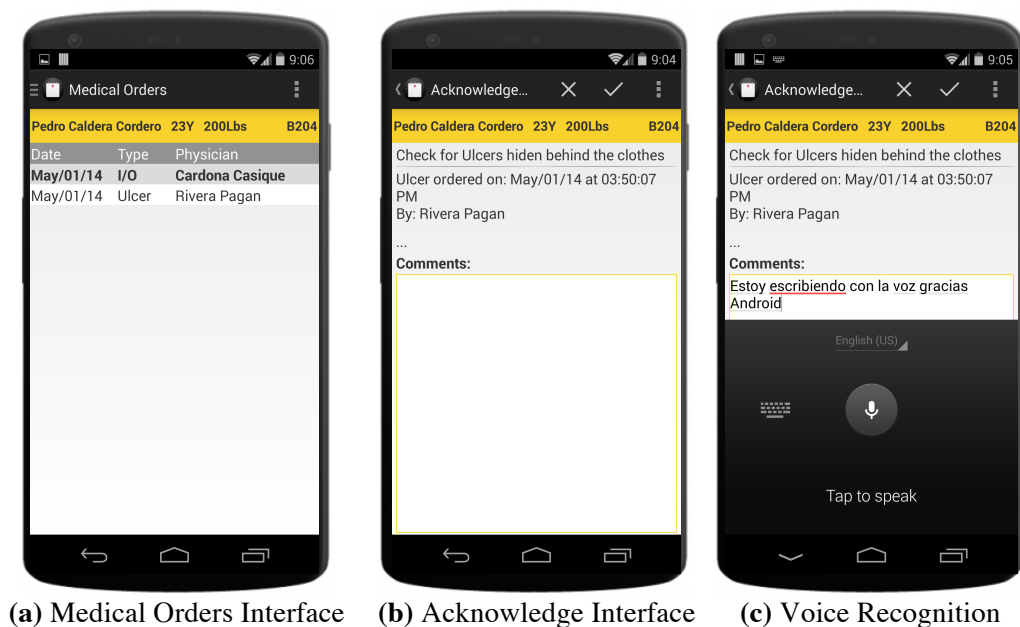 9:06
Medical Orders
Pedro Caldera Cordero 23Y 200Lbs B204
Date Type Physician
May/01/14 I/O Cardona Casique
May/01/14 Ulcer Rivera Pagan
9:04
Acknowledge...
Pedro Caldera Cordero 23Y 200Lbs B204
Check for Ulcers hiden behind the clothes
Ulcer ordered on: May/01/14 at 03:50:07
PM
By: Rivera Pagan
...
Comments:
9:05
Acknowledge...
Pedro Caldera Cordero 23Y 200Lbs B204
Check for Ulcers hiden behind the clothes
Ulcer ordered on: May/01/14 at 03:50:07
PM
By: Rivera Pagan
...
Comments:
Estoy escribiendo con la voz gracias
Android
English (US)
Tap to speak
(a) Medical Orders Interface
(b) Acknowledge Interface
(c) Voice Recognition